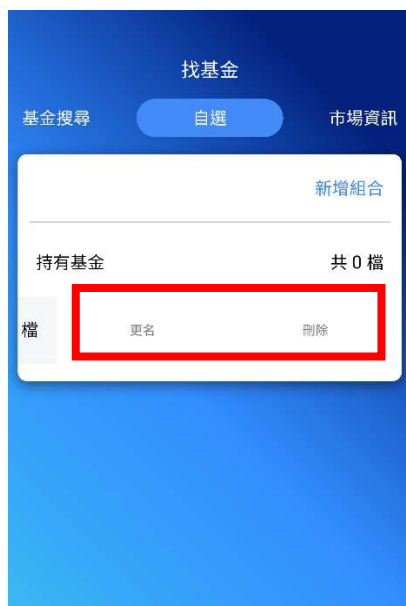 找基金
基金搜尋 自選 市場資訊
新增組合
持有基金 共 0 檔
檔 更名 刪除